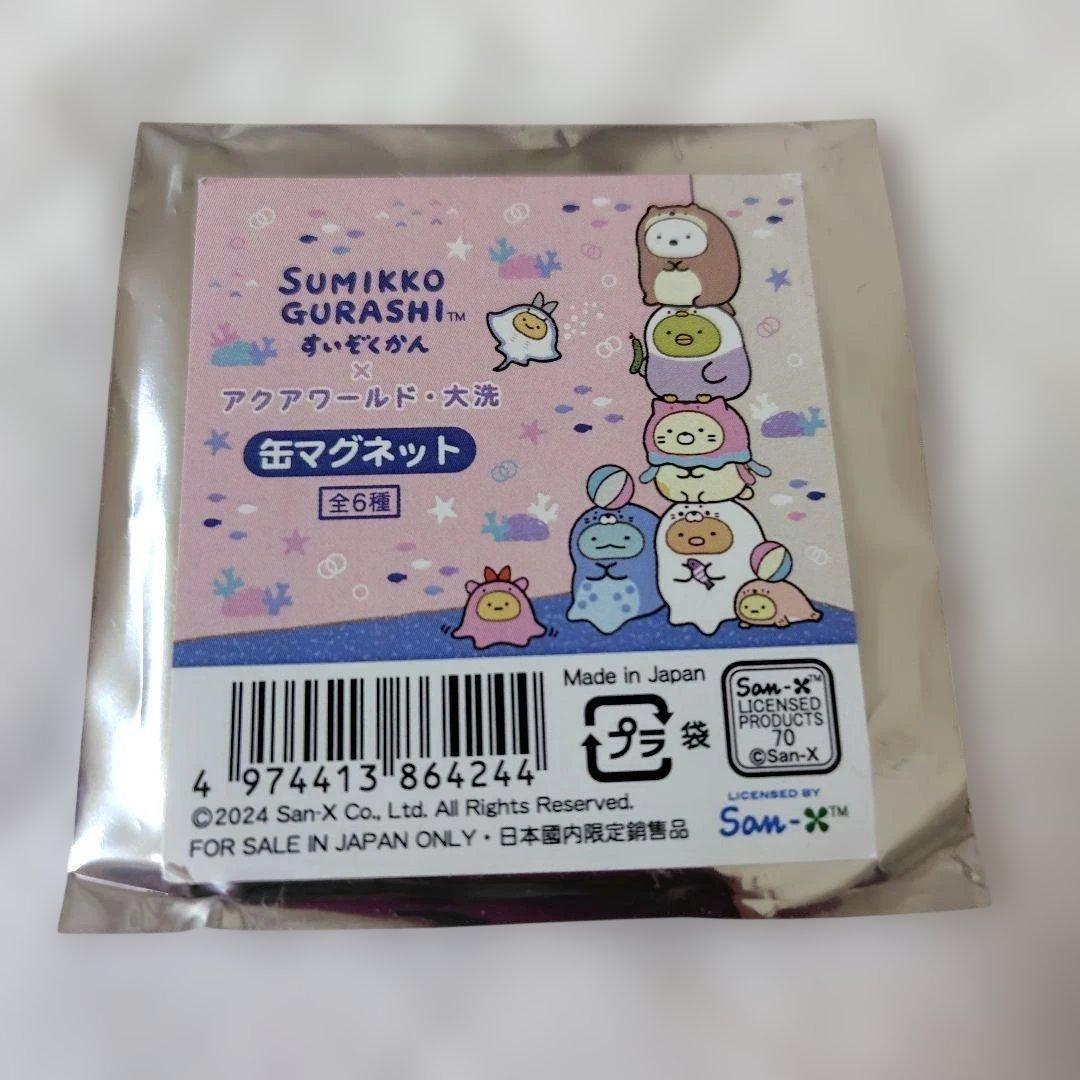 SUMIKKO
GURASHI™
すいぞくかん
×
アクアワールド・大洗
缶マグネット
全6種
Made in Japan
プラ
袋
San-X™
LICENSED
PRODUCTS
70
©San-X
4 974413 864244
©2024 San-X Co., Ltd. All Rights Reserved.
FOR SALE IN JAPAN ONLY・日本國内限定銷售品
LICENSED BY
San-X™